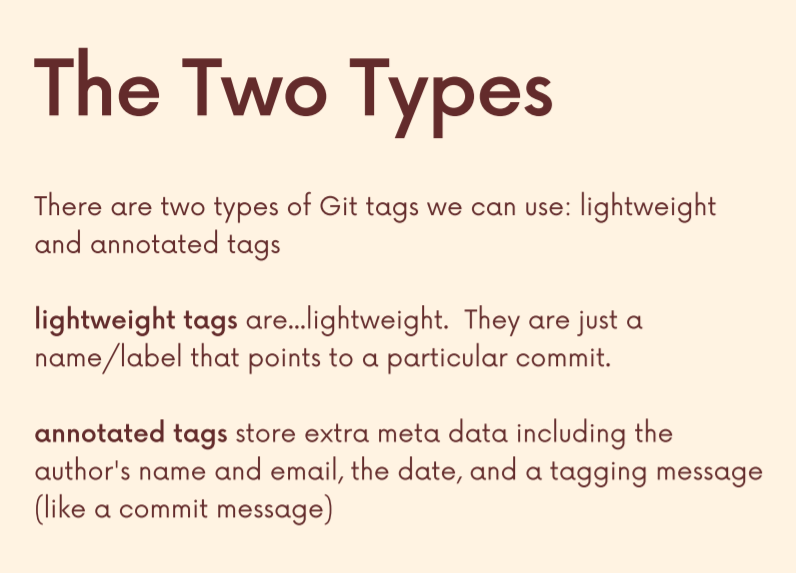 The Two Types
There are two types of Git tags we can use: lightweight
and annotated tags
lightweight tags are...lightweight.  They are just a
name/label that points to a particular commit.
annotated tags store extra meta data including the
author's name and email, the date, and a tagging message
(like a commit message)